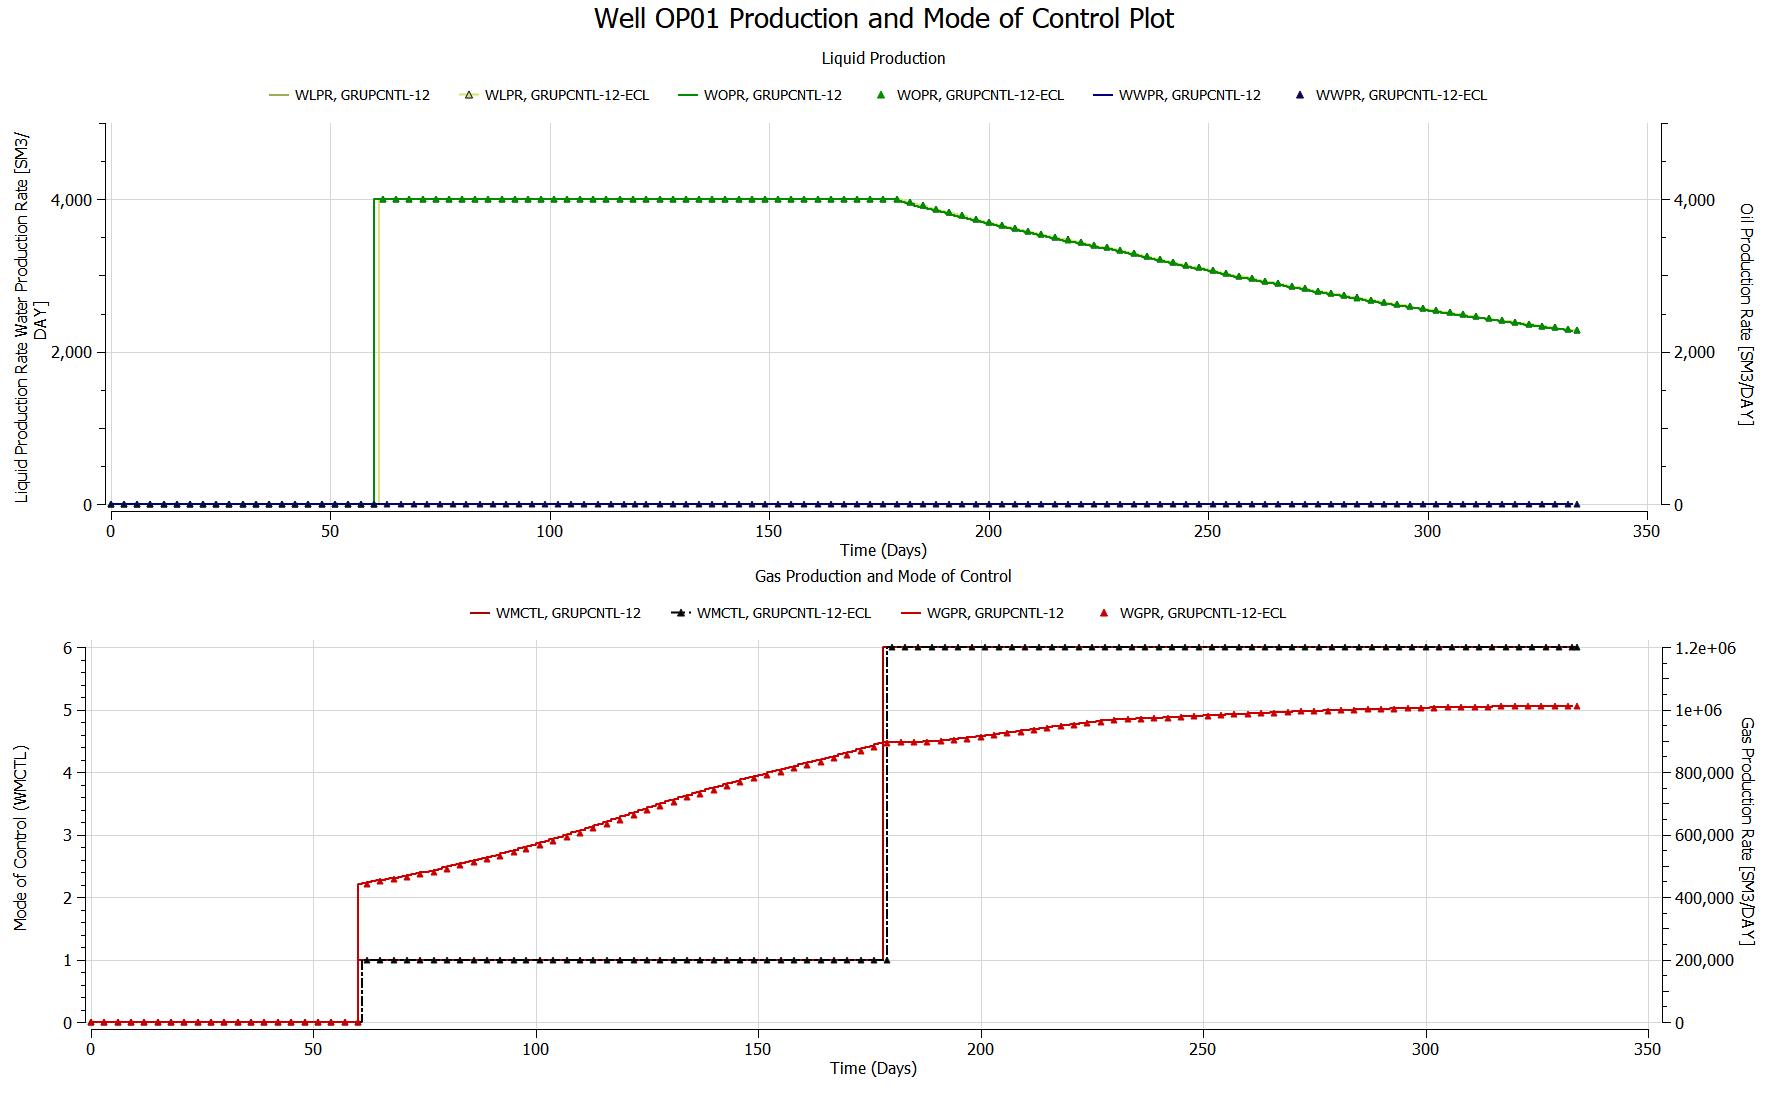 Well OP01 Production and Mode of Control Plot
Liquid Production
WLPR, GRUPCNTL-12 WLPR, GRUPCNTL-12-ECL WOPR, GRUPCNTL-12 WOPR, GRUPCNTL-12-ECL WWPR, GRUPCNTL-12 WWPR, GRUPCNTL-12-ECL
Liquid Production Rate Water Production Rate [SM3/
DAY]
4,000
2,000
0
4,000
2,000
0
Oil Production Rate [SM3/DAY]
0 50 100 150 200 250 300 350
Time (Days)
Gas Production and Mode of Control
WMCTL, GRUPCNTL-12 WMCTL, GRUPCNTL-12-ECL WGPR, GRUPCNTL-12 WGPR, GRUPCNTL-12-ECL
Mode of Control (WMCTL)
6
5
4
3
2
1
0
1.2e+06
1e+06
800,000
600,000
400,000
200,000
0
Gas Production Rate [SM3/DAY]
0 50 100 150 200 250 300 350
Time (Days)